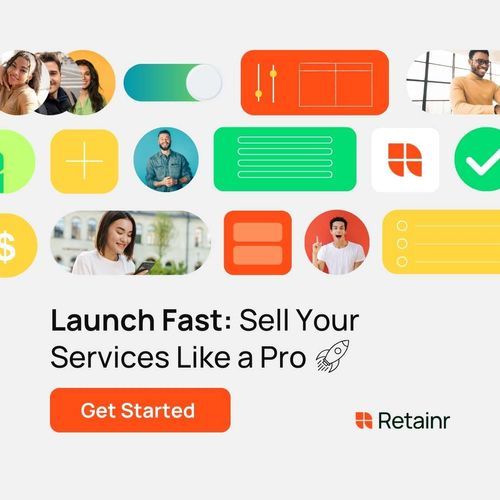 $
Launch Fast: Sell Your
Services Like a Pro
Get Started
Retainr